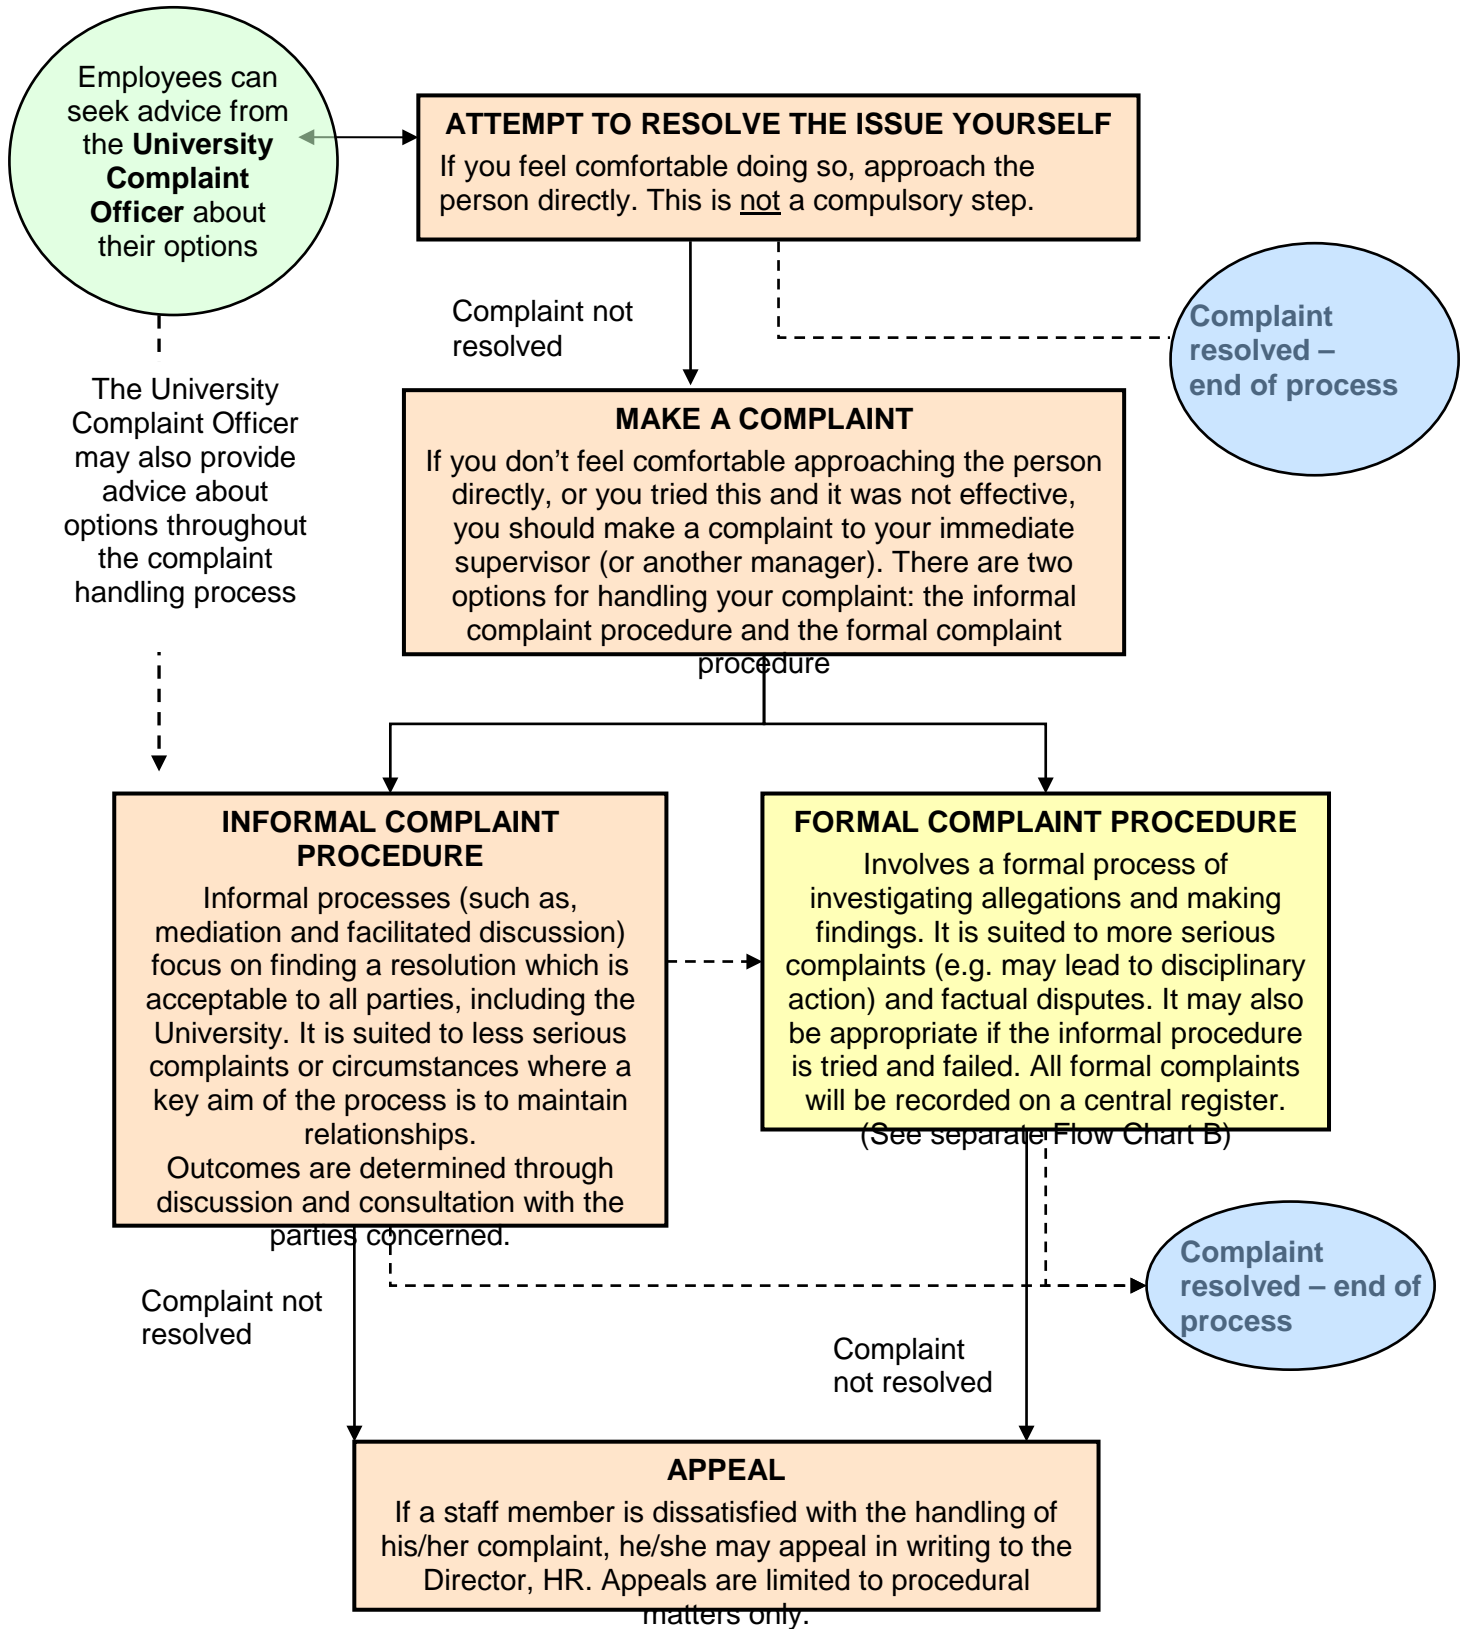 Employees can
seek advice from
the University
Complaint
Officer about
their options
ATTEMPT TO RESOLVE THE ISSUE YOURSELF
If you feel comfortable doing so, approach the
person directly. This is not a compulsory step.
Complaint not
resolved
Complaint
resolved –
end of process
The University
Complaint Officer
may also provide
advice about
options throughout
the complaint
handling process
MAKE A COMPLAINT
If you don’t feel comfortable approaching the person
directly, or you tried this and it was not effective,
you should make a complaint to your immediate
supervisor (or another manager). There are two
options for handling your complaint: the informal
complaint procedure and the formal complaint
procedure
INFORMAL COMPLAINT
PROCEDURE
Informal processes (such as,
mediation and facilitated discussion)
focus on finding a resolution which is
acceptable to all parties, including the
University. It is suited to less serious
complaints or circumstances where a
key aim of the process is to maintain
relationships.
Outcomes are determined through
discussion and consultation with the
parties concerned.
FORMAL COMPLAINT PROCEDURE
Involves a formal process of
investigating allegations and making
findings. It is suited to more serious
complaints (e.g. may lead to disciplinary
action) and factual disputes. It may also
be appropriate if the informal procedure
is tried and failed. All formal complaints
will be recorded on a central register.
(See separate Flow Chart B)
Complaint not
resolved
Complaint
resolved – end of
process
Complaint
not resolved
APPEAL
If a staff member is dissatisfied with the handling of
his/her complaint, he/she may appeal in writing to the
Director, HR. Appeals are limited to procedural
matters only.